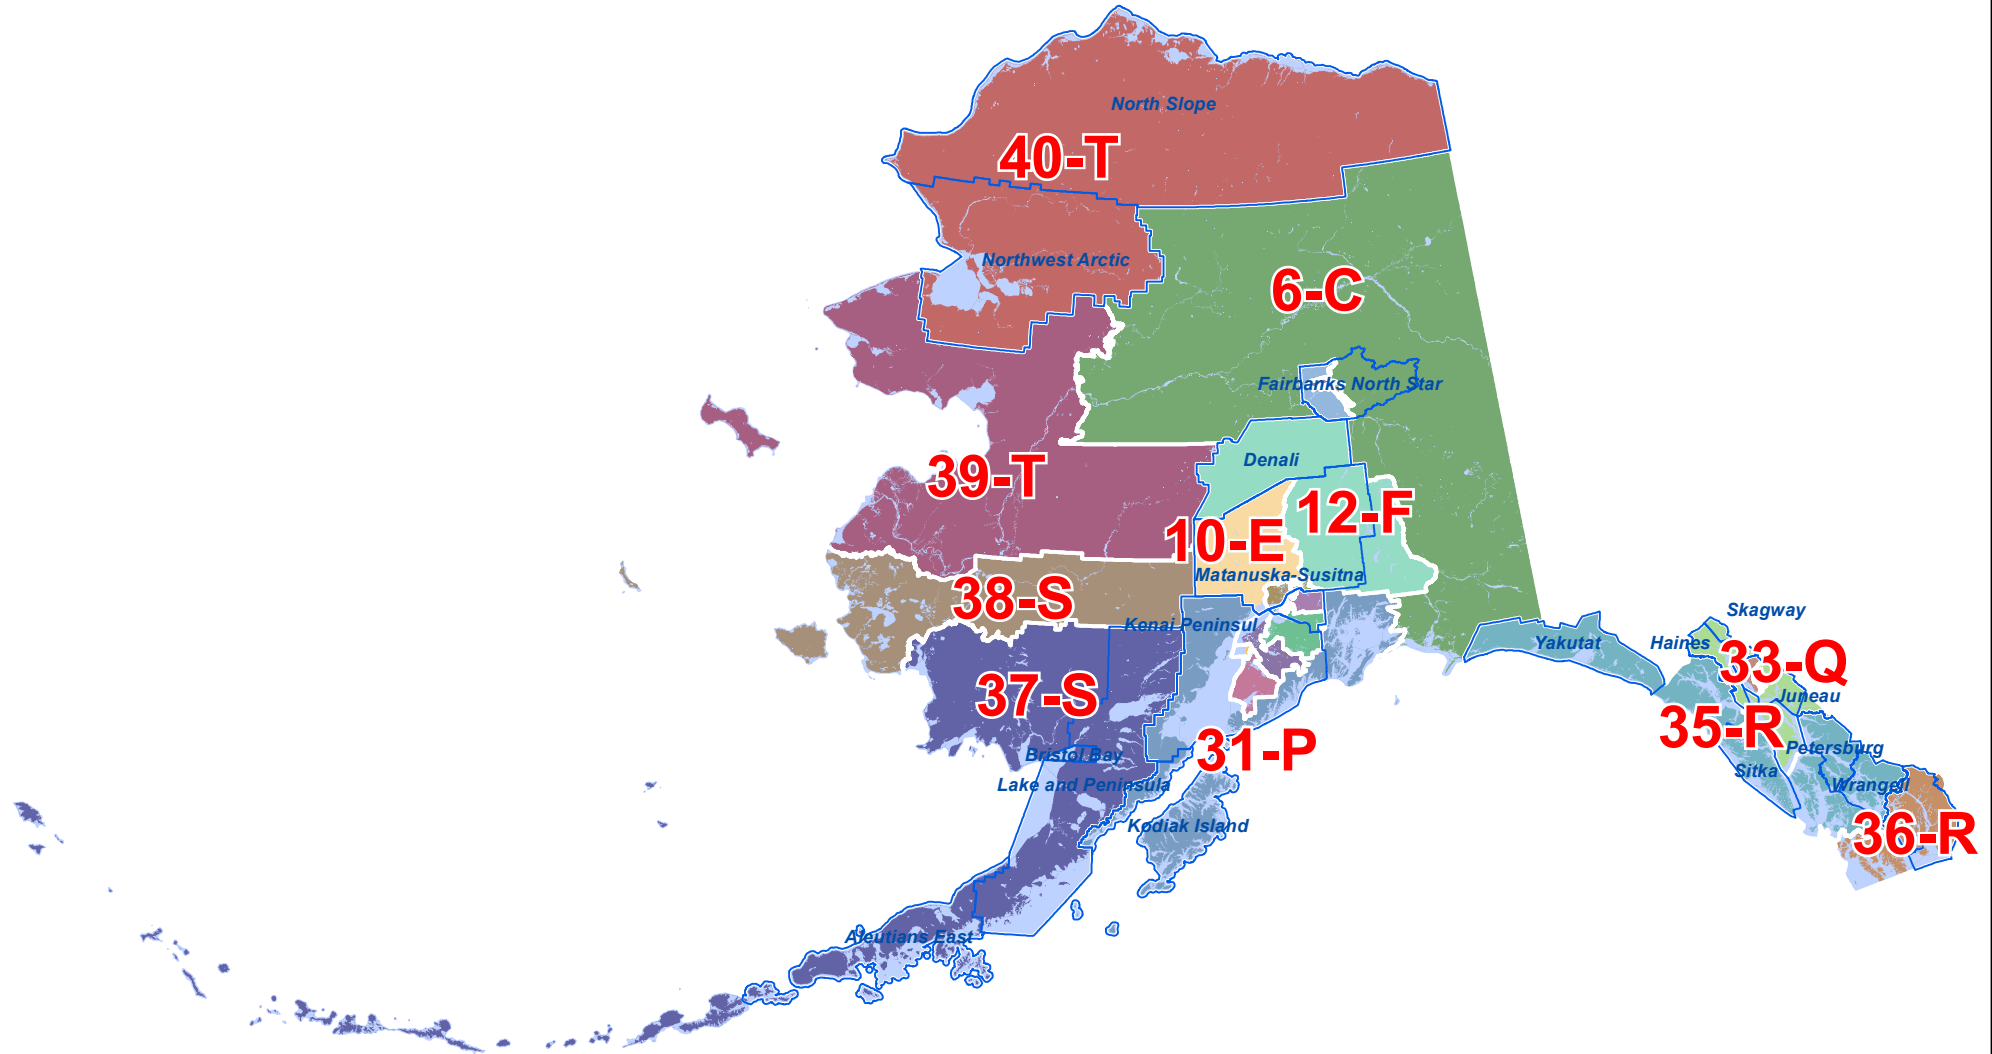 North Slope
40-T
Northwest Arctic
6-C
Fairbanks North Star
Denali
39-T
12-F
10-E
Matanuska-Susitna
38-S
Kenai Peninsul
Skagway
Yakutat
Haines
33-Q
37-S
Juneau
35-R
31-P
Bristol Bay
Petersburg
Sitka
Lake and Peninsula
Wrangell
Kodiak Island
36-R
Aleutians East